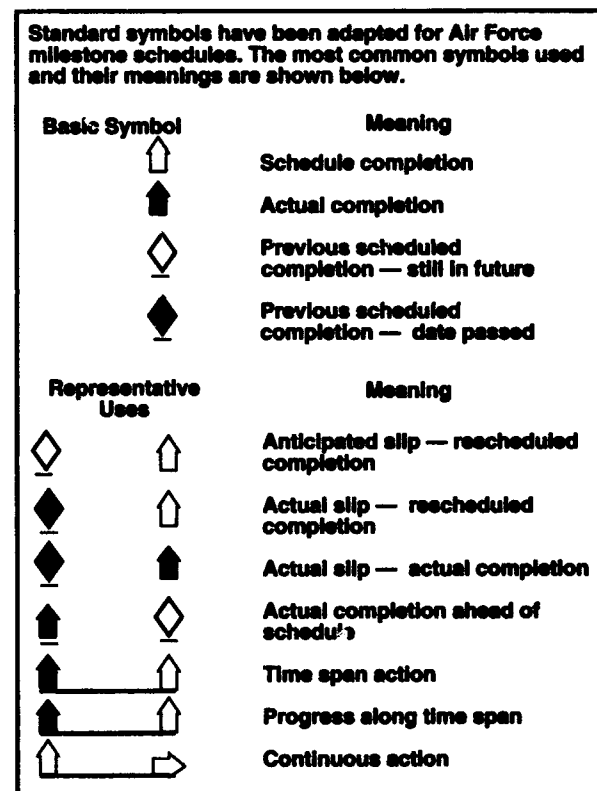 Standard symbols have been adapted for Air Force
milestone schedules. The most common symbols used
and their meanings are shown below.
Basic Symbol Meaning
Schedule completion
Actual completion
Previous scheduled
completion — still in future
Previous scheduled
completion — date passed
Representative Meaning
Uses
Anticipated slip — rescheduled
completion
Actual slip — rescheduled
completion
Actual slip — actual completion
Actual completion ahead of
schedule
Time span action
Progress along time span
Continuous action